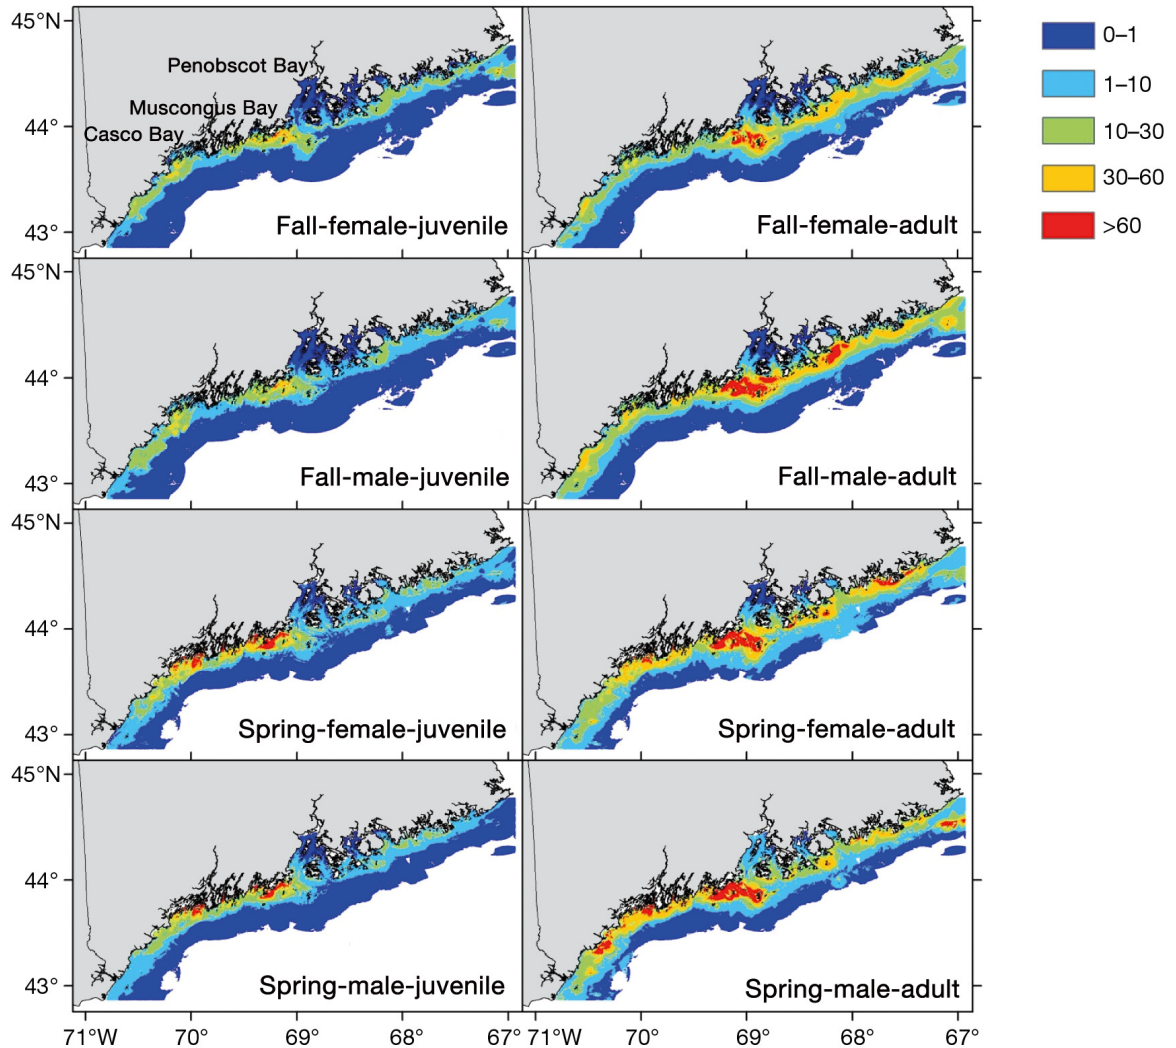 45°N
Penobscot Bay
Muscongus Bay
44°
Casco Bay
43°
Fall-female-juvenile
Fall-female-adult
0–1
1–10
10–30
30–60
>60
45°N
44°
43°
Fall-male-juvenile
Fall-male-adult
45°N
44°
43°
Spring-female-juvenile
Spring-female-adult
45°N
44°
43°
Spring-male-juvenile
Spring-male-adult
71°W 70° 69° 68° 67° 71°W 70° 69° 68° 67°